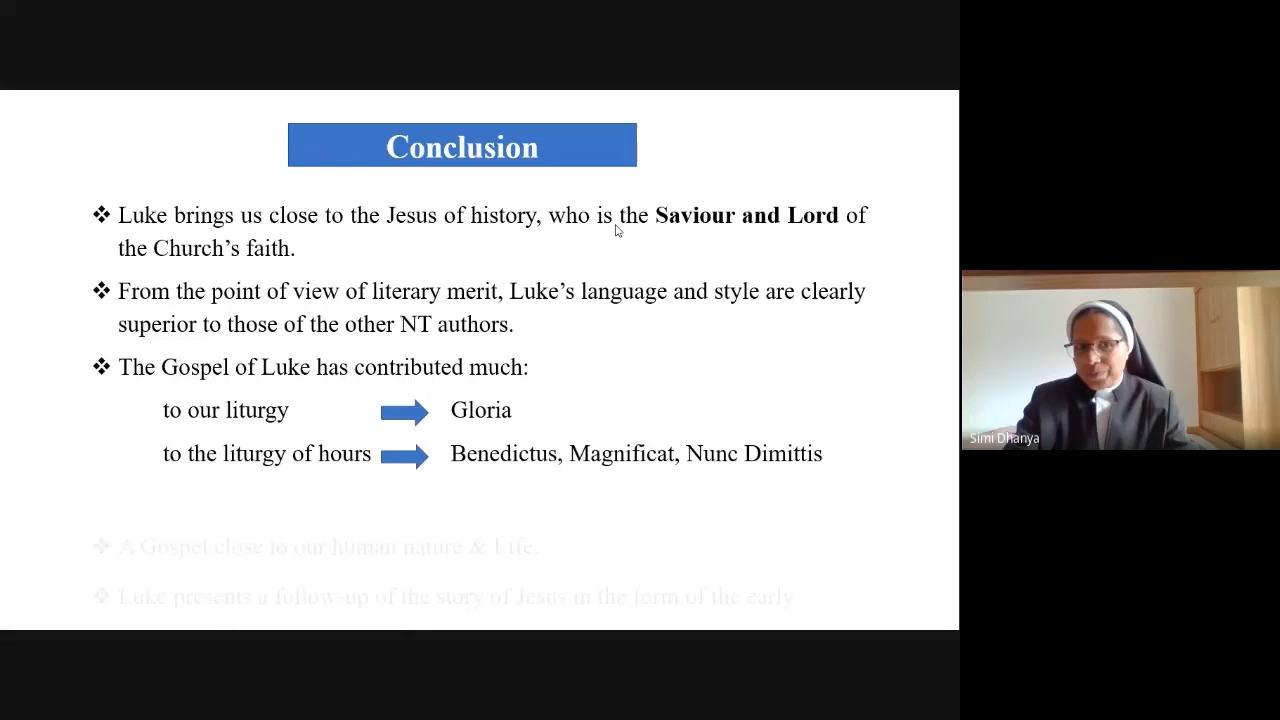 Conclusion
❖ Luke brings us close to the Jesus of history, who is the Saviour and Lord of
the Church’s faith.
❖ From the point of view of literary merit, Luke’s language and style are clearly
superior to those of the other NT authors.
❖ The Gospel of Luke has contributed much:
to our liturgy Gloria
to the liturgy of hours Benedictus, Magnificat, Nunc Dimittis
❖ A Gospel close to our human nature & Life.
❖ Luke presents a follow-up of the story of Jesus in the form of the early
Simi Dhanya